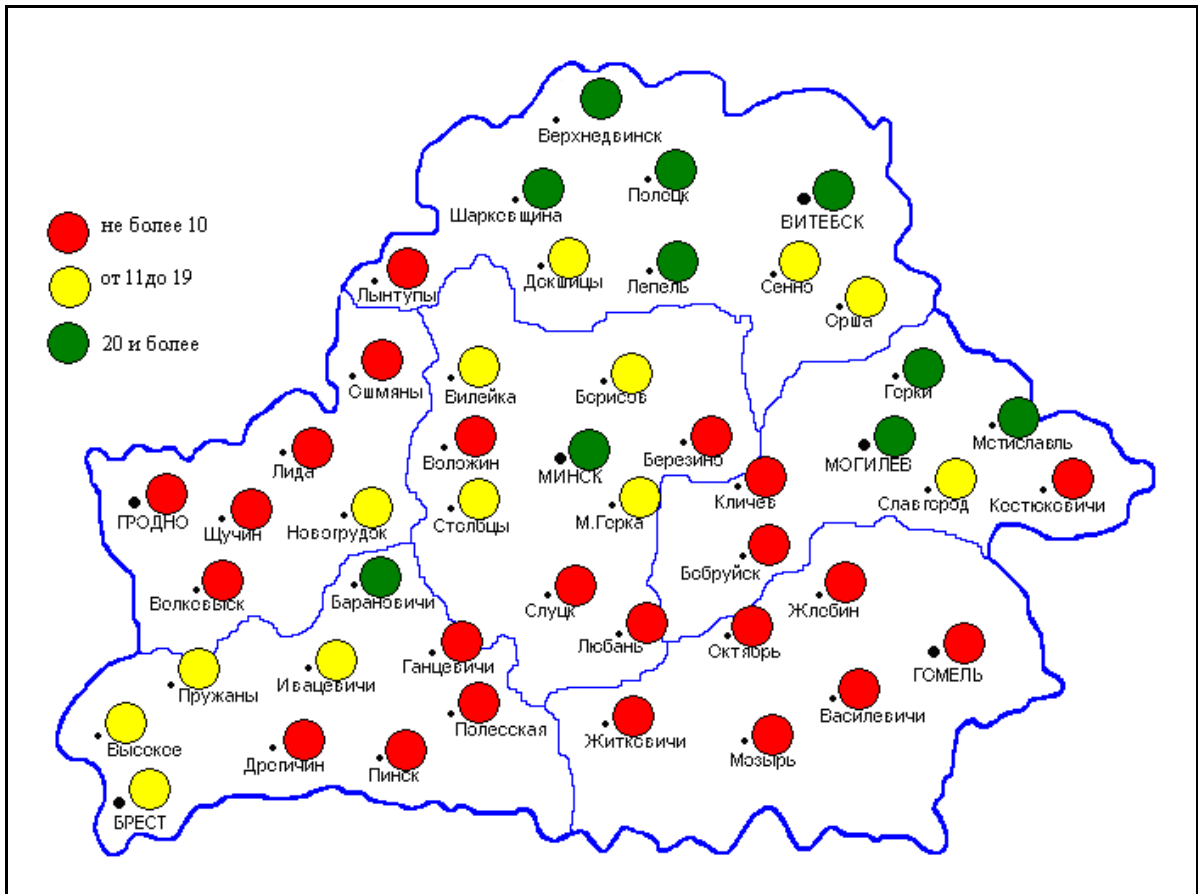 Верхнедвинск
Полоцк
Шарковщина
ВИТЕБСК
не более 10
от 11до 19
20 и более
Лынтупы
Докшицы
Лепель
Сенно
Орша
Ошмяны
Вилейка
Борисов
Горки
Лида
Воложин
МИНСК
Березино
МОГИЛЕВ
Мстиславль
ГРОДНО
Щучин
Новогрудок
Столбцы
М.Горка
Кличев
Славгород
Костюковичи
Волковыск
Барановичи
Слуцк
Бобруйск
Жлобин
Пружаны
Ивацевичи
Ганцевичи
Любань
Октябрь
ГОМЕЛЬ
Высокое
Дрогичин
Пинск
Полесская
Житковичи
Мозырь
Василевичи
БРЕСТ